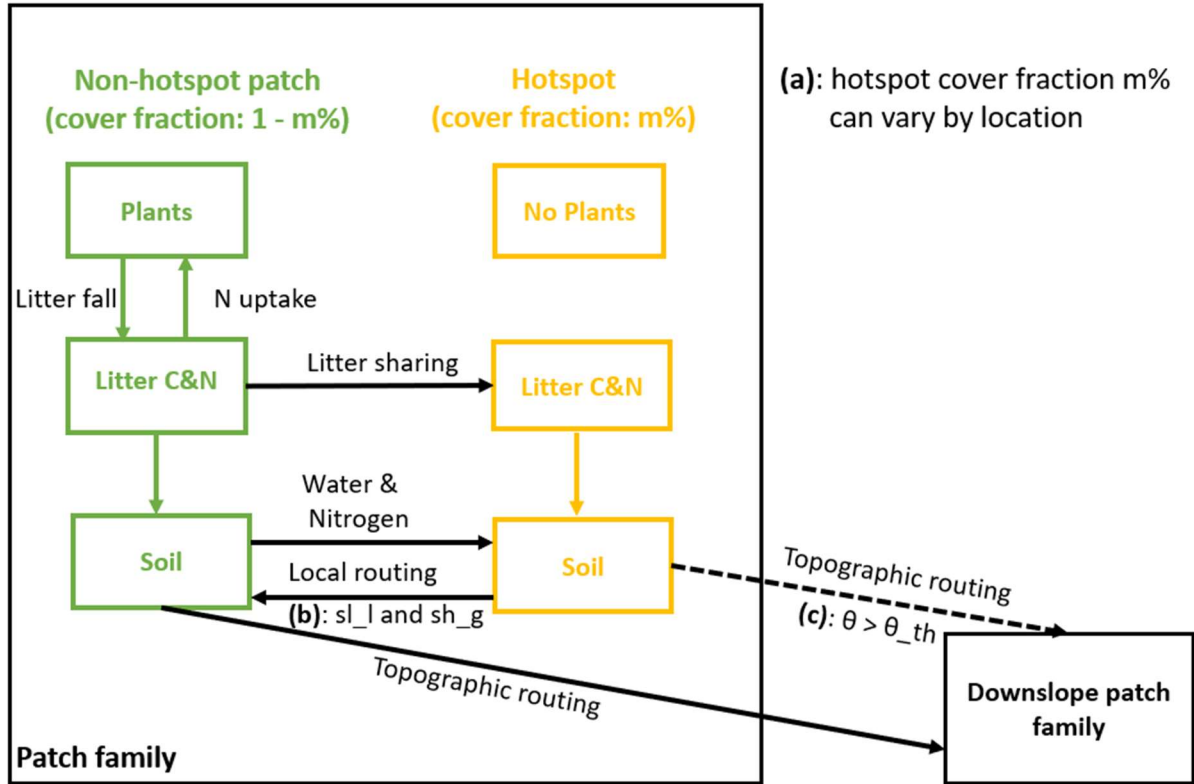 Non-hotspot patch
(cover fraction: 1 - m%)
Hotspot
(cover fraction: m%)
(a): hotspot cover fraction m%
can vary by location
Plants
No Plants
Litter fall
N uptake
Litter C&N
Litter sharing
Litter C&N
Water &
Nitrogen
Soil
Local routing
Soil
(b): sl_l and sh_g
Topographic routing
(c): θ > θ_th
Topographic routing
Downslope patch
family
Patch family